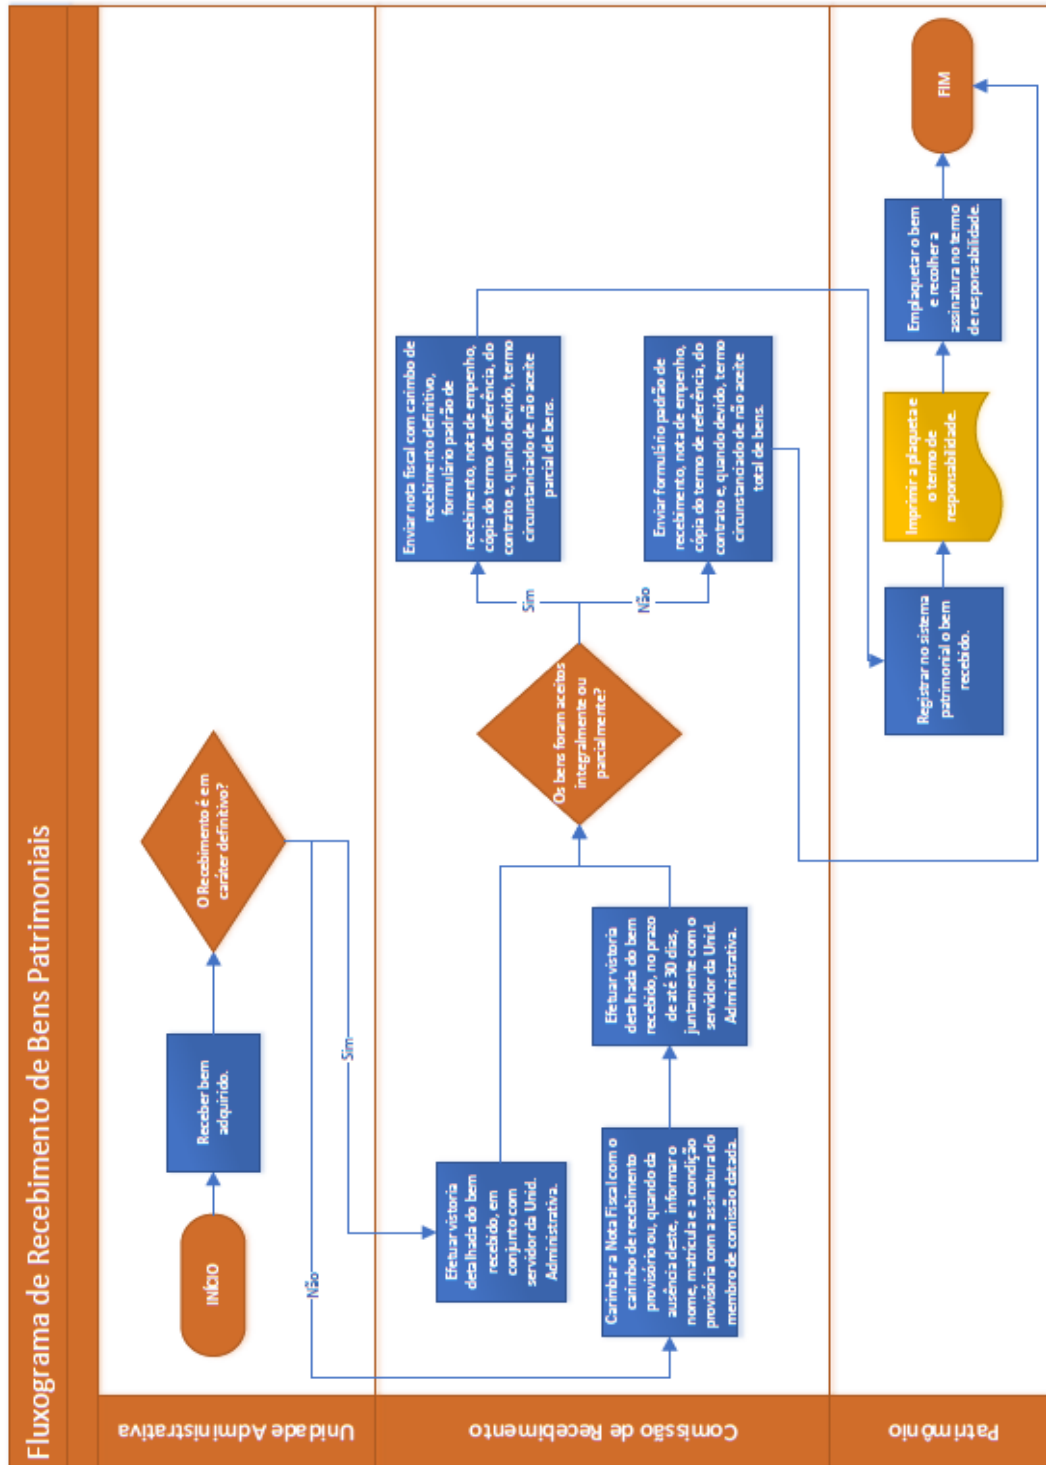 Fluxograma de Recebimento de Bens Patrimoniais
Unidade Administrativa
INÍCIO
Receber bem
adquirido.
O Recebimento é em
caráter definitivo?
Sim
Não
Comissão de Recebimento
Efetuar vistoria
detalhada do bem
recebido, em
conjunto com
servidor da Unid.
Administrativa.
Carimbar a Nota Fiscal com o
carimbo de recebimento
provisório ou, quando da
ausência deste, informar o
nome, matrícula e a condição
provisória com a assinatura do
membro de comissão datada.
Efetuar vistoria
detalhada do bem
recebido, no prazo
de até 30 dias,
juntamente com o
servidor da Unid.
Administrativa.
Os bens foram aceitos
integralmente ou
parcialmente?
Sim
Não
Enviar nota fiscal com carimbo de
recebimento definitivo,
formulário padrão de
recebimento, nota de empenho,
cópia do termo de referência, do
contrato e, quando devido, termo
circunstanciado de não aceite
parcial de bens.
Enviar formulário padrão de
recebimento, nota de empenho,
cópia do termo de referência, do
contrato e, quando devido, termo
circunstanciado de não aceite
total de bens.
Patrimônio
Registrar no sistema
patrimonial o bem
recebido.
Imprimir a plaqueta e
o termo de
responsabilidade.
Emplaquetar o bem
e recolher a
assinatura no termo
de responsabilidade.
FIM